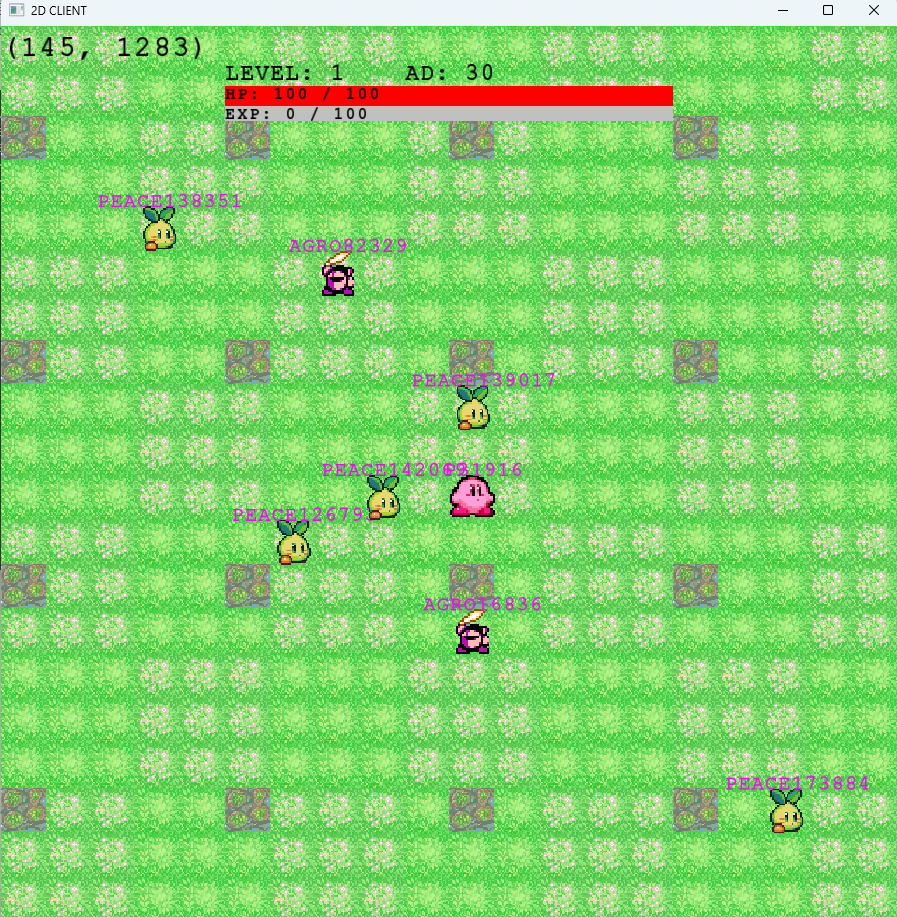 2D CLIENT
(145, 1283)
LEVEL: 1 AD: 30
HP: 100 / 100
EXP: 0 / 100
PEACE138351
AGRO82329
PEACE139017
AGRO16836
PEACE173884